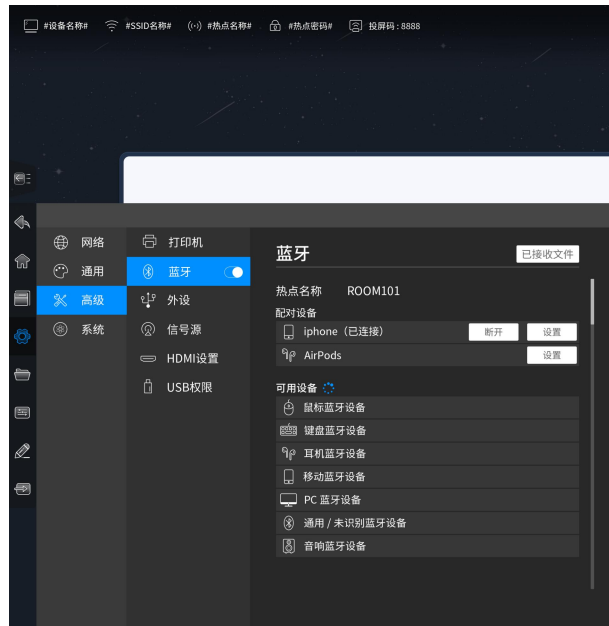 #设备名称# #SSID名称# #热点名称# #热点密码# 投屏码：8888
网络
通用
高级
系统
打印机
蓝牙
外设
信号源
HDMI设置
USB权限
蓝牙 已接收文件
热点名称 ROOM101
配对设备
iphone（已连接） 断开 设置
AirPods 设置
可用设备
鼠标蓝牙设备
键盘蓝牙设备
耳机蓝牙设备
移动蓝牙设备
PC 蓝牙设备
通用 / 未识别蓝牙设备
音响蓝牙设备